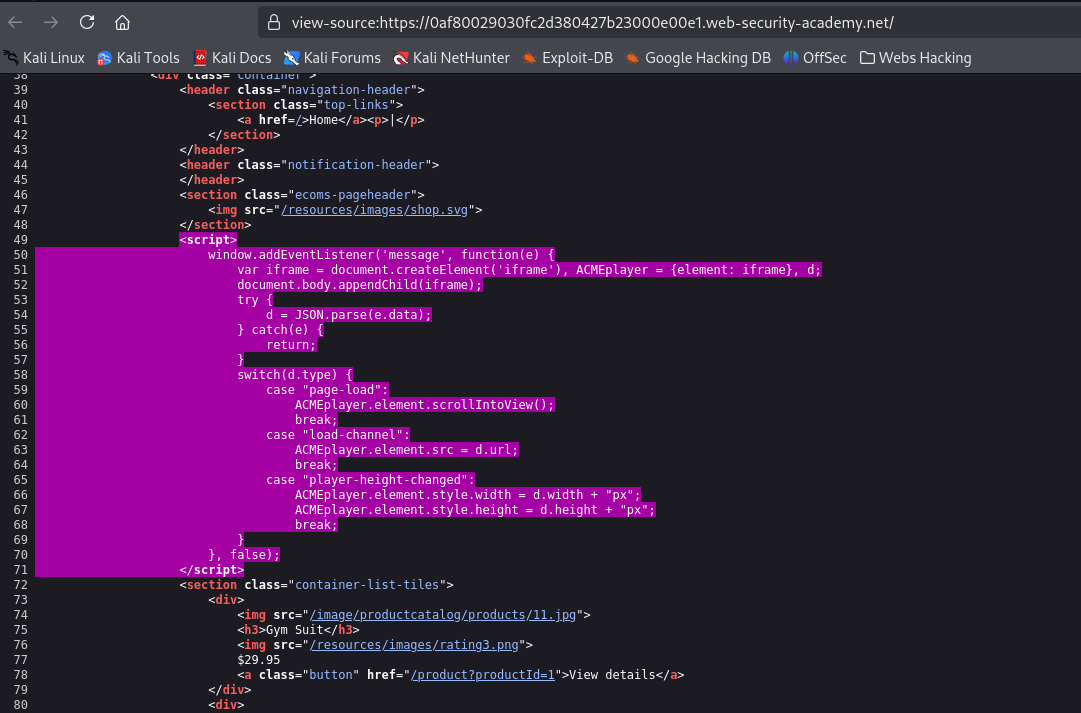 view-source:https://0af80029030fc2d380427b23000e00e1.web-security-academy.net/
Kali Linux Kali Tools Kali Docs Kali Forums Kali NetHunter Exploit-DB Google Hacking DB OffSec Webs Hacking
38 <div class="container">
39 <header class="navigation-header">
40 <section class="top-links">
41 <a href=/>Home</a><p>|</p>
42 </section>
43 </header>
44 <header class="notification-header">
45 </header>
46 <section class="ecoms-pageheader">
47 <img src="/resources/images/shop.svg">
48 </section>
49 <script>
50 window.addEventListener('message', function(e) {
51 var iframe = document.createElement('iframe'), ACMEplayer = {element: iframe}, d;
52 document.body.appendChild(iframe);
53 try {
54 d = JSON.parse(e.data);
55 } catch(e) {
56 return;
57 }
58 switch(d.type) {
59 case "page-load":
60 ACMEplayer.element.scrollIntoView();
61 break;
62 case "load-channel":
63 ACMEplayer.element.src = d.url;
64 break;
65 case "player-height-changed":
66 ACMEplayer.element.style.width = d.width + "px";
67 ACMEplayer.element.style.height = d.height + "px";
68 break;
69 }
70 }, false);
71 </script>
72 <section class="container-list-tiles">
73 <div>
74 <img src="/image/productcatalog/products/11.jpg">
75 <h3>Gym Suit</h3>
76 <img src="/resources/images/rating3.png">
77 $29.95
78 <a class="button" href="/product?productId=1">View details</a>
79 </div>
80 <div>